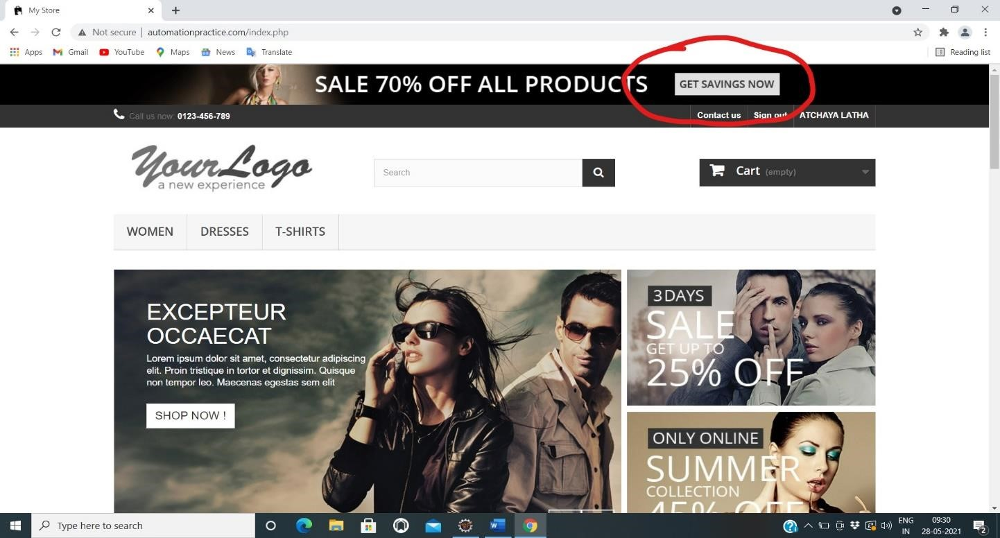 My Store
Not secure | automationpractice.com/index.php
Apps Gmail YouTube Maps News Translate Reading list
SALE 70% OFF ALL PRODUCTS GET SAVINGS NOW
Call us now: 0123-456-789 Contact us Sign out ATCHAYA LATHA
YourLogo
a new experience
Search
Cart (empty)
WOMEN DRESSES T-SHIRTS
EXCEPTEUR
OCCAECAT
Lorem ipsum dolor sit amet, consectetur adipiscing
elit. Proin tristique in tortor et dignissim. Quisque
non tempor leo. Maecenas egestas sem elit
SHOP NOW !
3DAYS
SALE
GET UP TO
25% OFF
ONLY ONLINE
SUMMER
COLLECTION
45% OFF
Type here to search
ENG
IN
09:30
28-05-2021
2